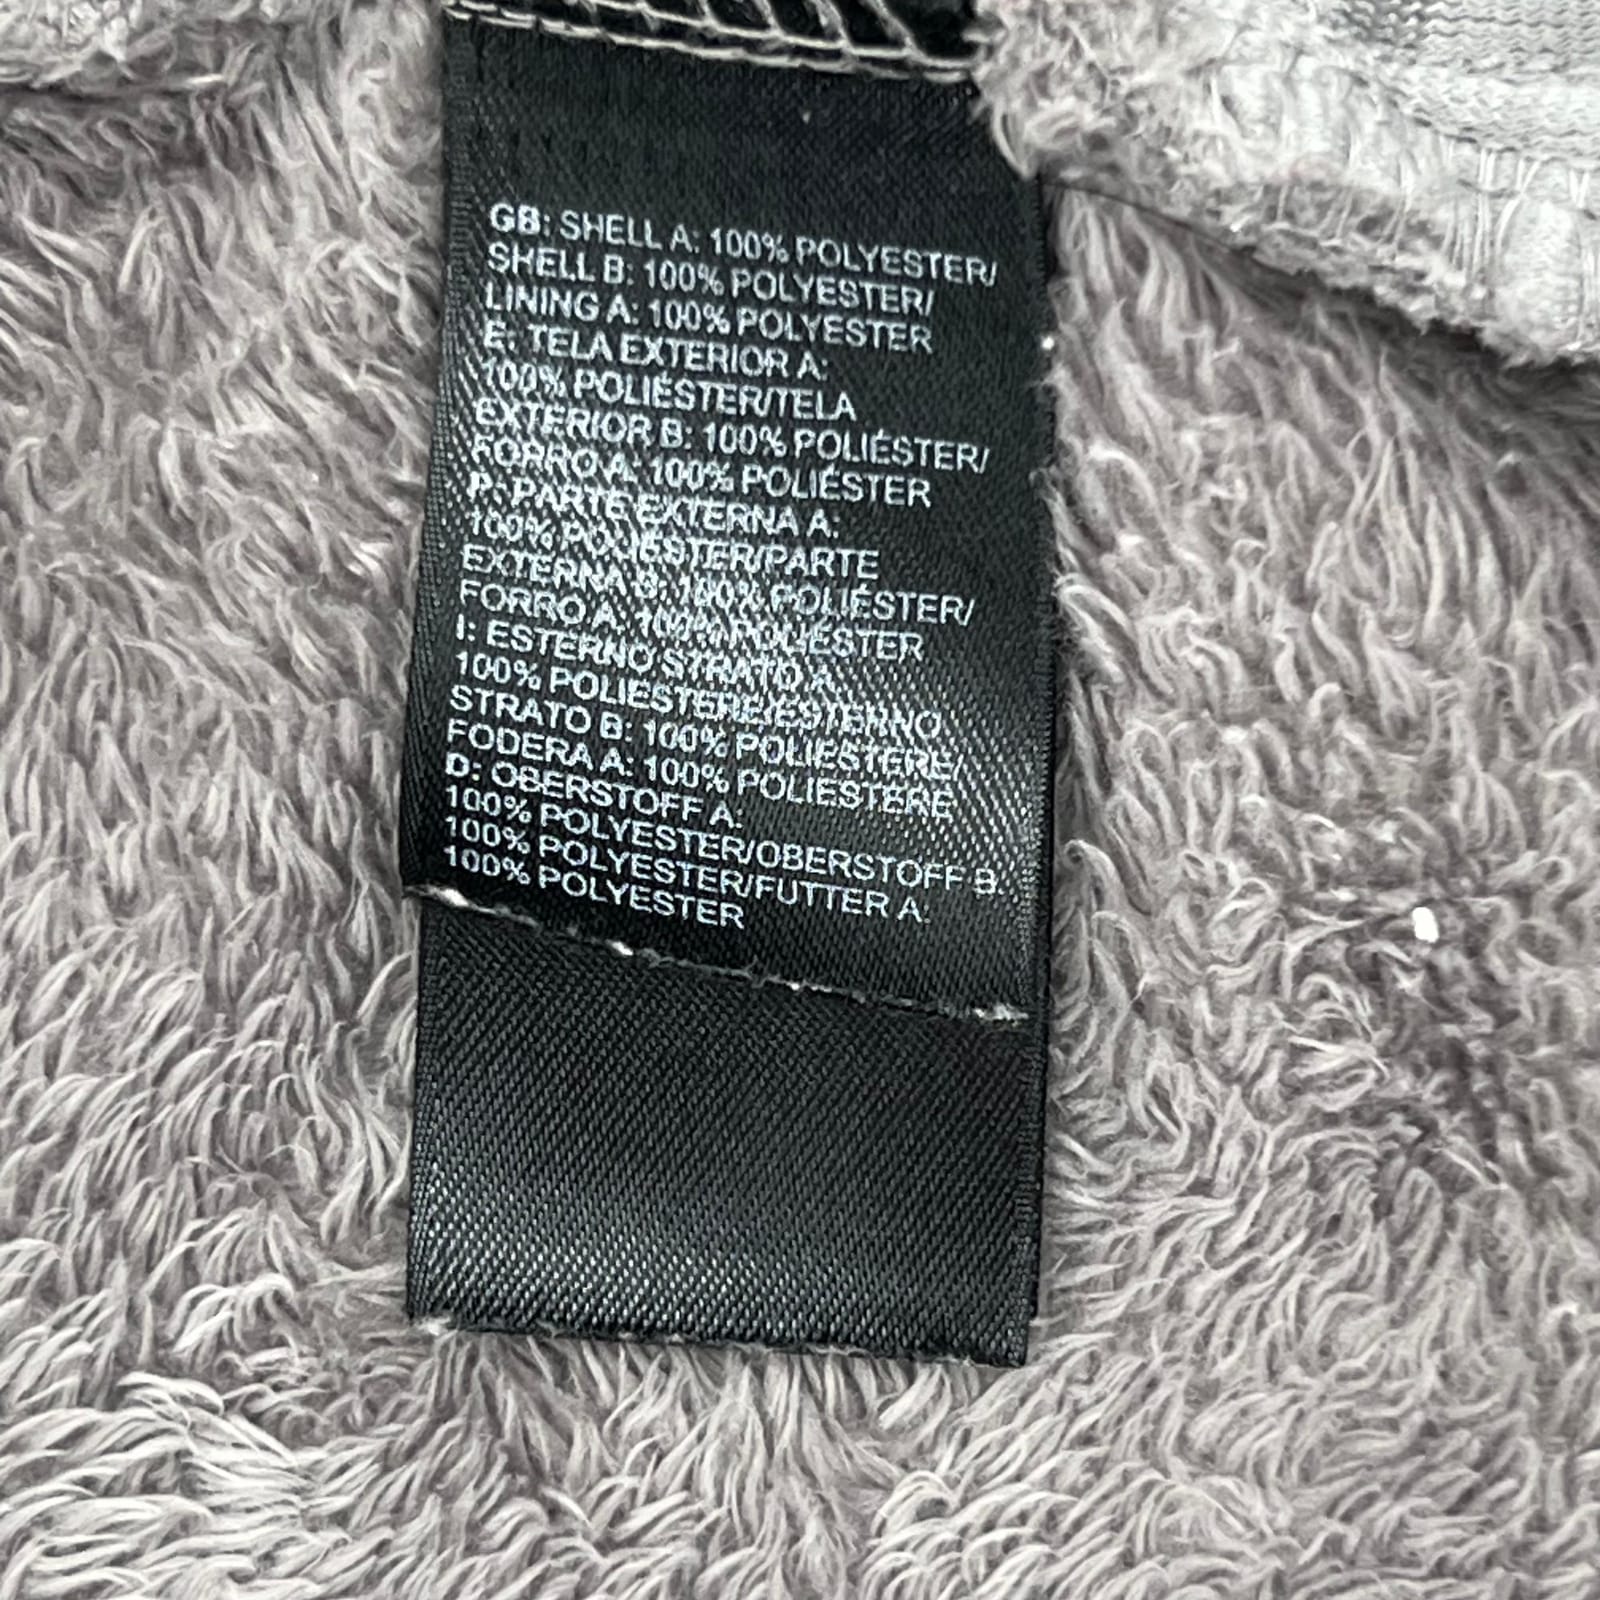 GB: SHELL A: 100% POLYESTER/
SHELL B: 100% POLYESTER/
LINING A: 100% POLYESTER
E: TELA EXTERIOR A:
100% POLIÉSTER/TELA
EXTERIOR B: 100% POLIÉSTER/
FORRO A: 100% POLIÉSTER
P: PARTE EXTERNA A:
100% POLIÉSTER/PARTE
EXTERNA B: 100% POLIÉSTER/
FORRO A: 100% POLIÉSTER
I: ESTERNO STRATO A:
100% POLIESTERE/ESTERNO
STRATO B: 100% POLIESTERE/
FODERA A: 100% POLIESTERE
D: OBERSTOFF A:
100% POLYESTER/OBERSTOFF B:
100% POLYESTER/FUTTER A:
100% POLYESTER